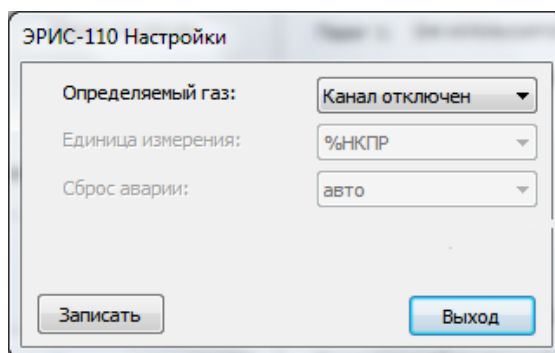 ЭРИС-110 Настройки
Определяемый газ: Канал отключен
Единица измерения: %НКПР
Сброс аварии: авто
Записать Выход